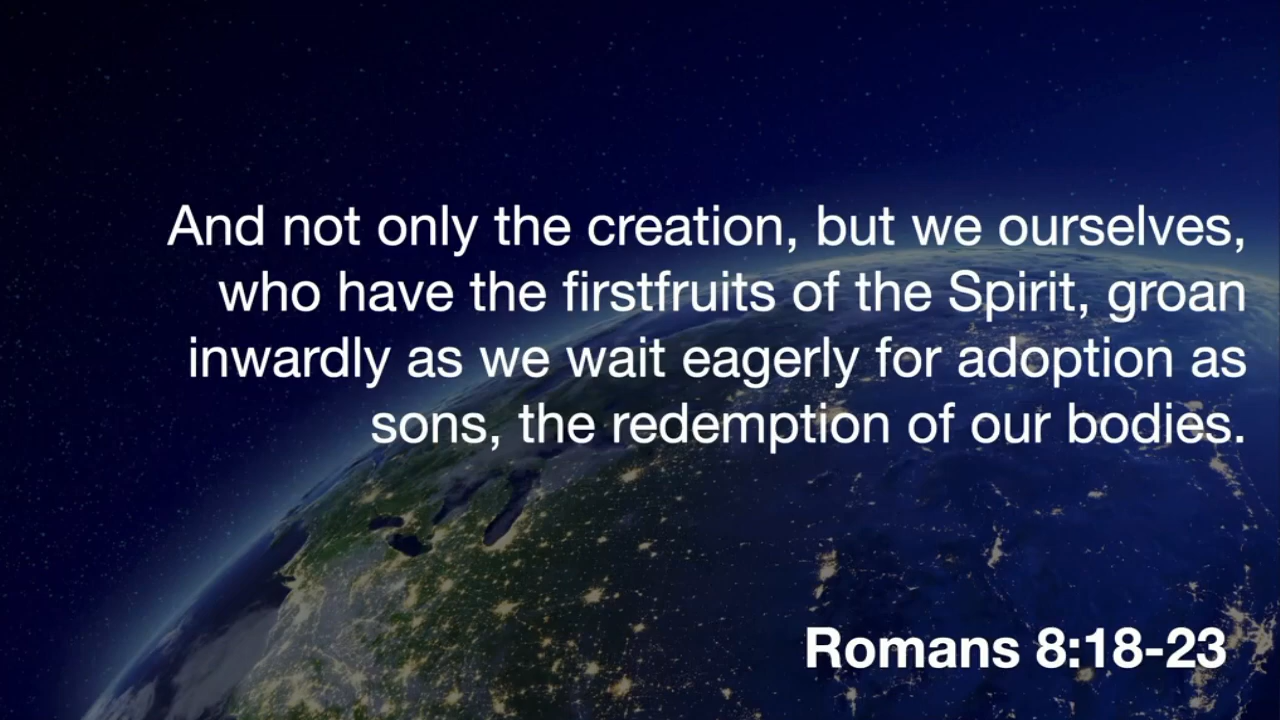 And not only the creation, but we ourselves,
who have the firstfruits of the Spirit, groan
inwardly as we wait eagerly for adoption as
sons, the redemption of our bodies.
Romans 8:18-23